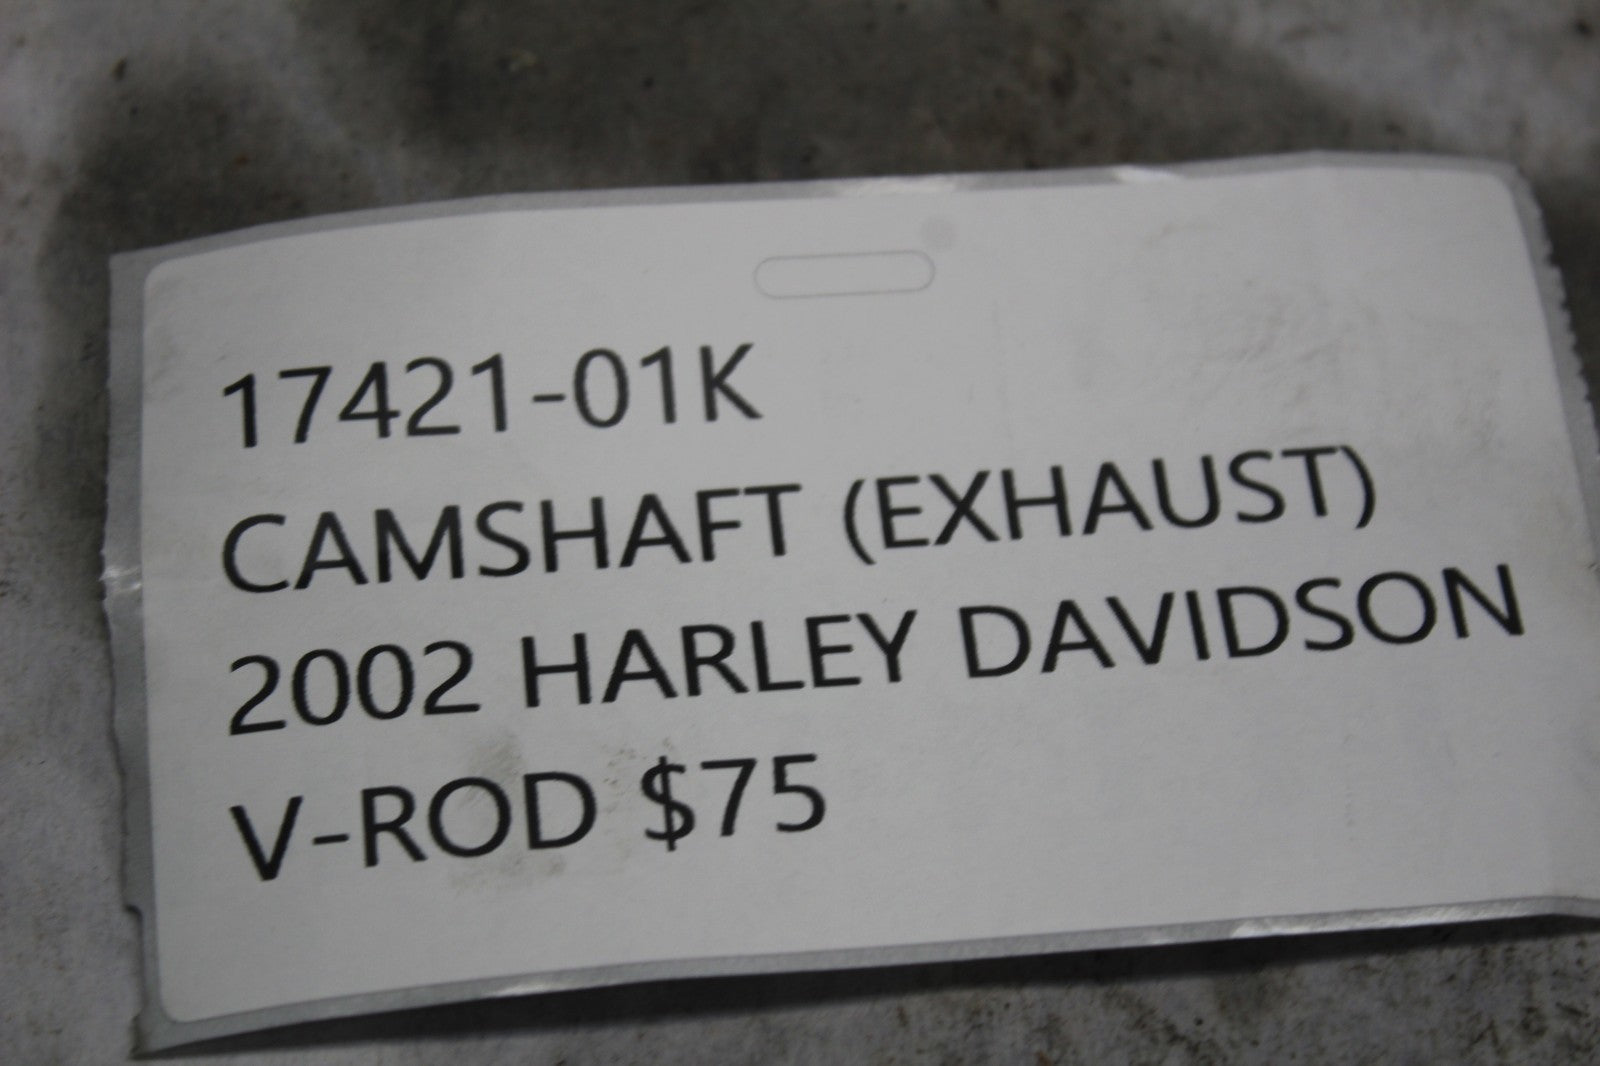 17421-01K
CAMSHAFT (EXHAUST)
2002 HARLEY DAVIDSON
V-ROD $75